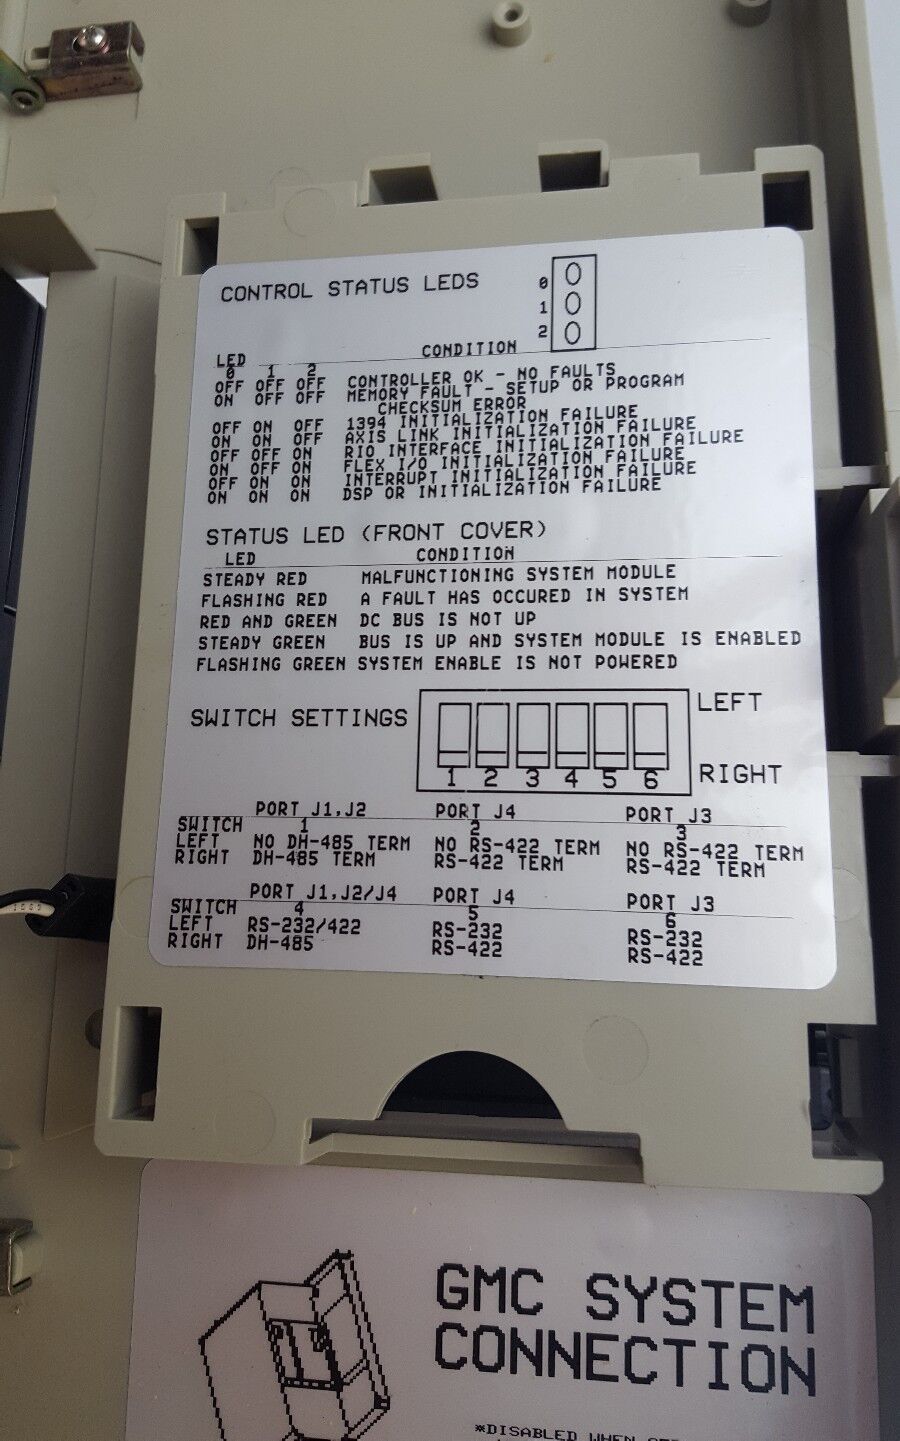 CONTROL STATUS LEDS
0
1
2
LED CONDITION
0 1 2
OFF OFF OFF CONTROLLER OK - NO FAULTS
ON OFF OFF MEMORY FAULT - SETUP OR PROGRAM
CHECKSUM ERROR
OFF ON OFF 1394 INITIALIZATION FAILURE
ON ON OFF AXIS LINK INITIALIZATION FAILURE
OFF OFF ON RIO INTERFACE INITIALIZATION FAILURE
ON OFF ON FLEX I/O INITIALIZATION FAILURE
OFF ON ON INTERRUPT INITIALIZATION FAILURE
ON ON ON DSP OR INITIALIZATION FAILURE
STATUS LED (FRONT COVER)
LED CONDITION
STEADY RED MALFUNCTIONING SYSTEM MODULE
FLASHING RED A FAULT HAS OCCURED IN SYSTEM
RED AND GREEN DC BUS IS NOT UP
STEADY GREEN BUS IS UP AND SYSTEM MODULE IS ENABLED
FLASHING GREEN SYSTEM ENABLE IS NOT POWERED
SWITCH SETTINGS LEFT
1 2 3 4 5 6 RIGHT
PORT J1,J2 PORT J4 PORT J3
SWITCH 1 2 3
LEFT NO DH-485 TERM NO RS-422 TERM NO RS-422 TERM
RIGHT DH-485 TERM RS-422 TERM RS-422 TERM
PORT J1,J2/J4 PORT J4 PORT J3
SWITCH 4 5 6
LEFT RS-232/422 RS-232 RS-232
RIGHT DH-485 RS-422 RS-422
GMC SYSTEM
CONNECTION
*DISABLED WHEN